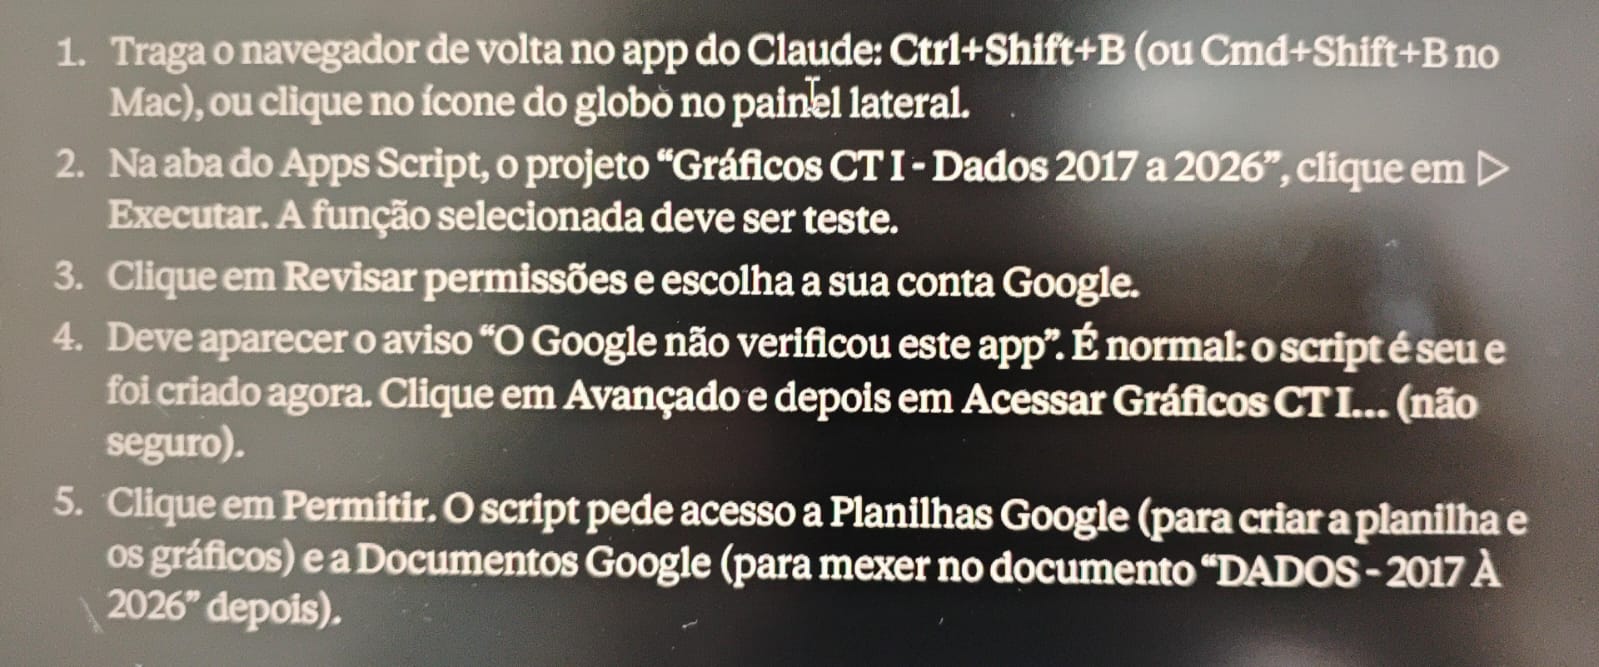 1. Traga o navegador de volta no app do Claude: Ctrl+Shift+B (ou Cmd+Shift+B no
Mac), ou clique no ícone do globo no painel lateral.
2. Na aba do Apps Script, o projeto “Gráficos CT I - Dados 2017 a 2026”, clique em ▷
Executar. A função selecionada deve ser teste.
3. Clique em Revisar permissões e escolha a sua conta Google.
4. Deve aparecer o aviso “O Google não verificou este app”. É normal: o script é seu e
foi criado agora. Clique em Avançado e depois em Acessar Gráficos CT I... (não
seguro).
5. Clique em Permitir. O script pede acesso a Planilhas Google (para criar a planilha e
os gráficos) e a Documentos Google (para mexer no documento “DADOS - 2017 À
2026” depois).